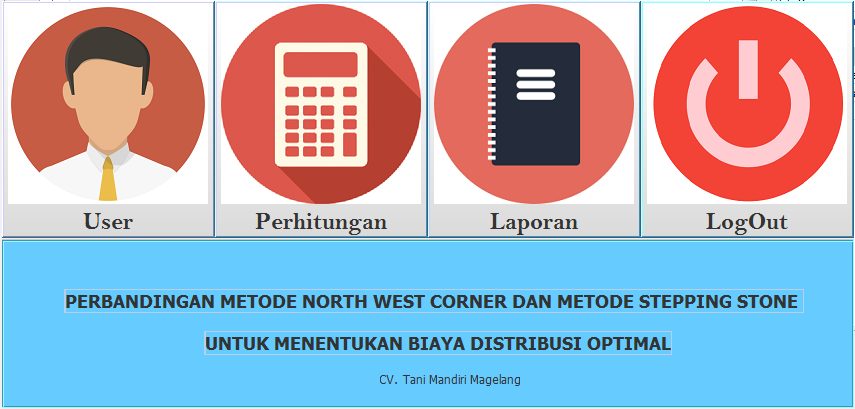 User
Perhitungan
Laporan
LogOut
PERBANDINGAN METODE NORTH WEST CORNER DAN METODE STEPPING STONE
UNTUK MENENTUKAN BIAYA DISTRIBUSI OPTIMAL
CV. Tani Mandiri Magelang